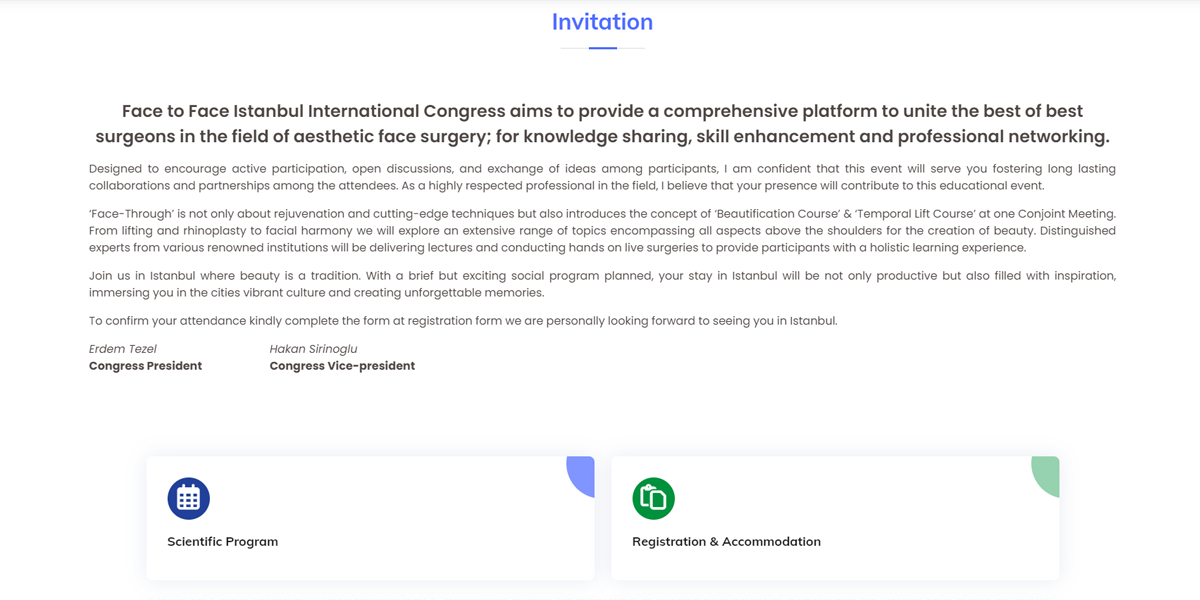 Invitation
Face to Face Istanbul International Congress aims to provide a comprehensive platform to unite the best of best
surgeons in the field of aesthetic face surgery; for knowledge sharing, skill enhancement and professional networking.
Designed to encourage active participation, open discussions, and exchange of ideas among participants, I am confident that this event will serve you fostering long lasting
collaborations and partnerships among the attendees. As a highly respected professional in the field, I believe that your presence will contribute to this educational event.
‘Face-Through’ is not only about rejuvenation and cutting-edge techniques but also introduces the concept of ‘Beautification Course’ & ‘Temporal Lift Course’ at one Conjoint Meeting.
From lifting and rhinoplasty to facial harmony we will explore an extensive range of topics encompassing all aspects above the shoulders for the creation of beauty. Distinguished
experts from various renowned institutions will be delivering lectures and conducting hands on live surgeries to provide participants with a holistic learning experience.
Join us in Istanbul where beauty is a tradition. With a brief but exciting social program planned, your stay in Istanbul will be not only productive but also filled with inspiration,
immersing you in the cities vibrant culture and creating unforgettable memories.
To confirm your attendance kindly complete the form at registration form we are personally looking forward to seeing you in Istanbul.
Erdem Tezel Hakan Sirinoglu
Congress President Congress Vice-president
Scientific Program Registration & Accommodation